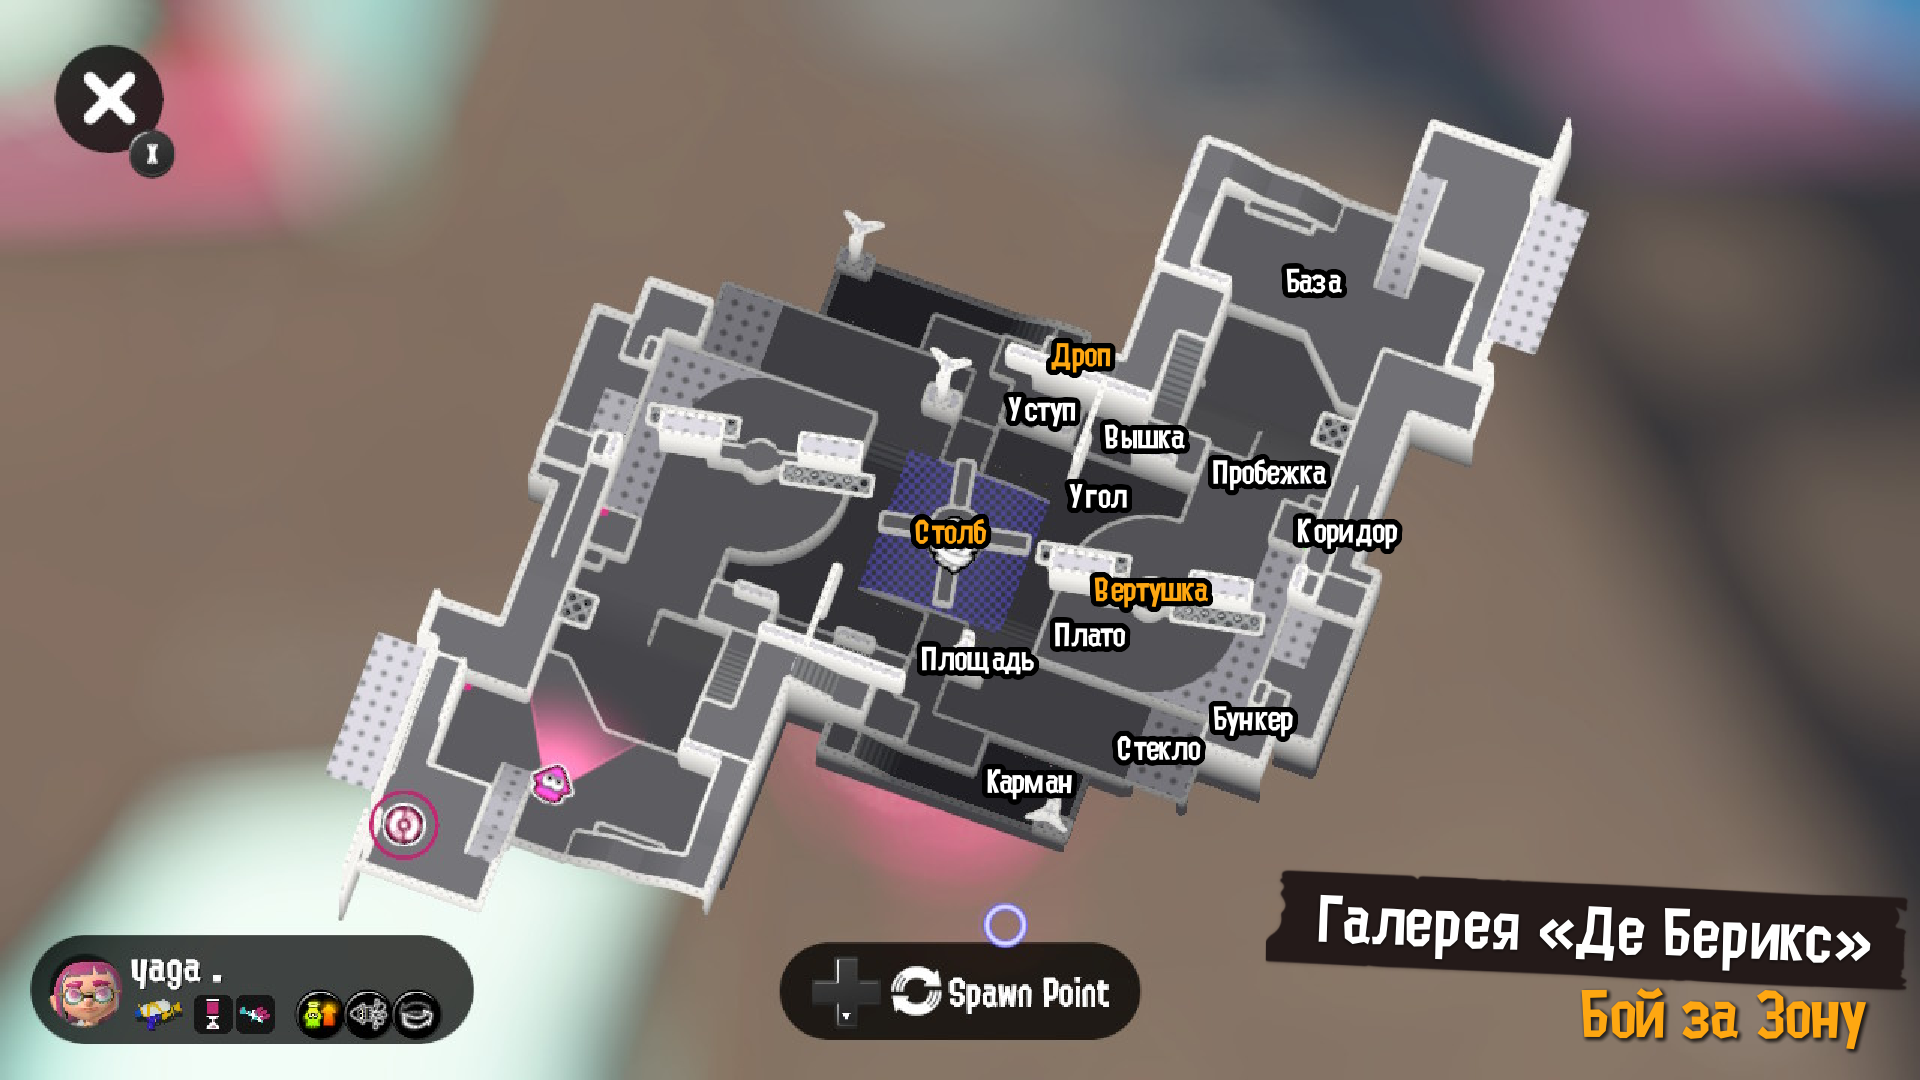 X
База
Дроп
Уступ
Вышка
Пробежка
Угол
Столб
Коридор
Вертушка
Плато
Площадь
Бункер
Стекло
Карман
Галерея «Де Берикс»
Бой за Зону
yaga .
Spawn Point